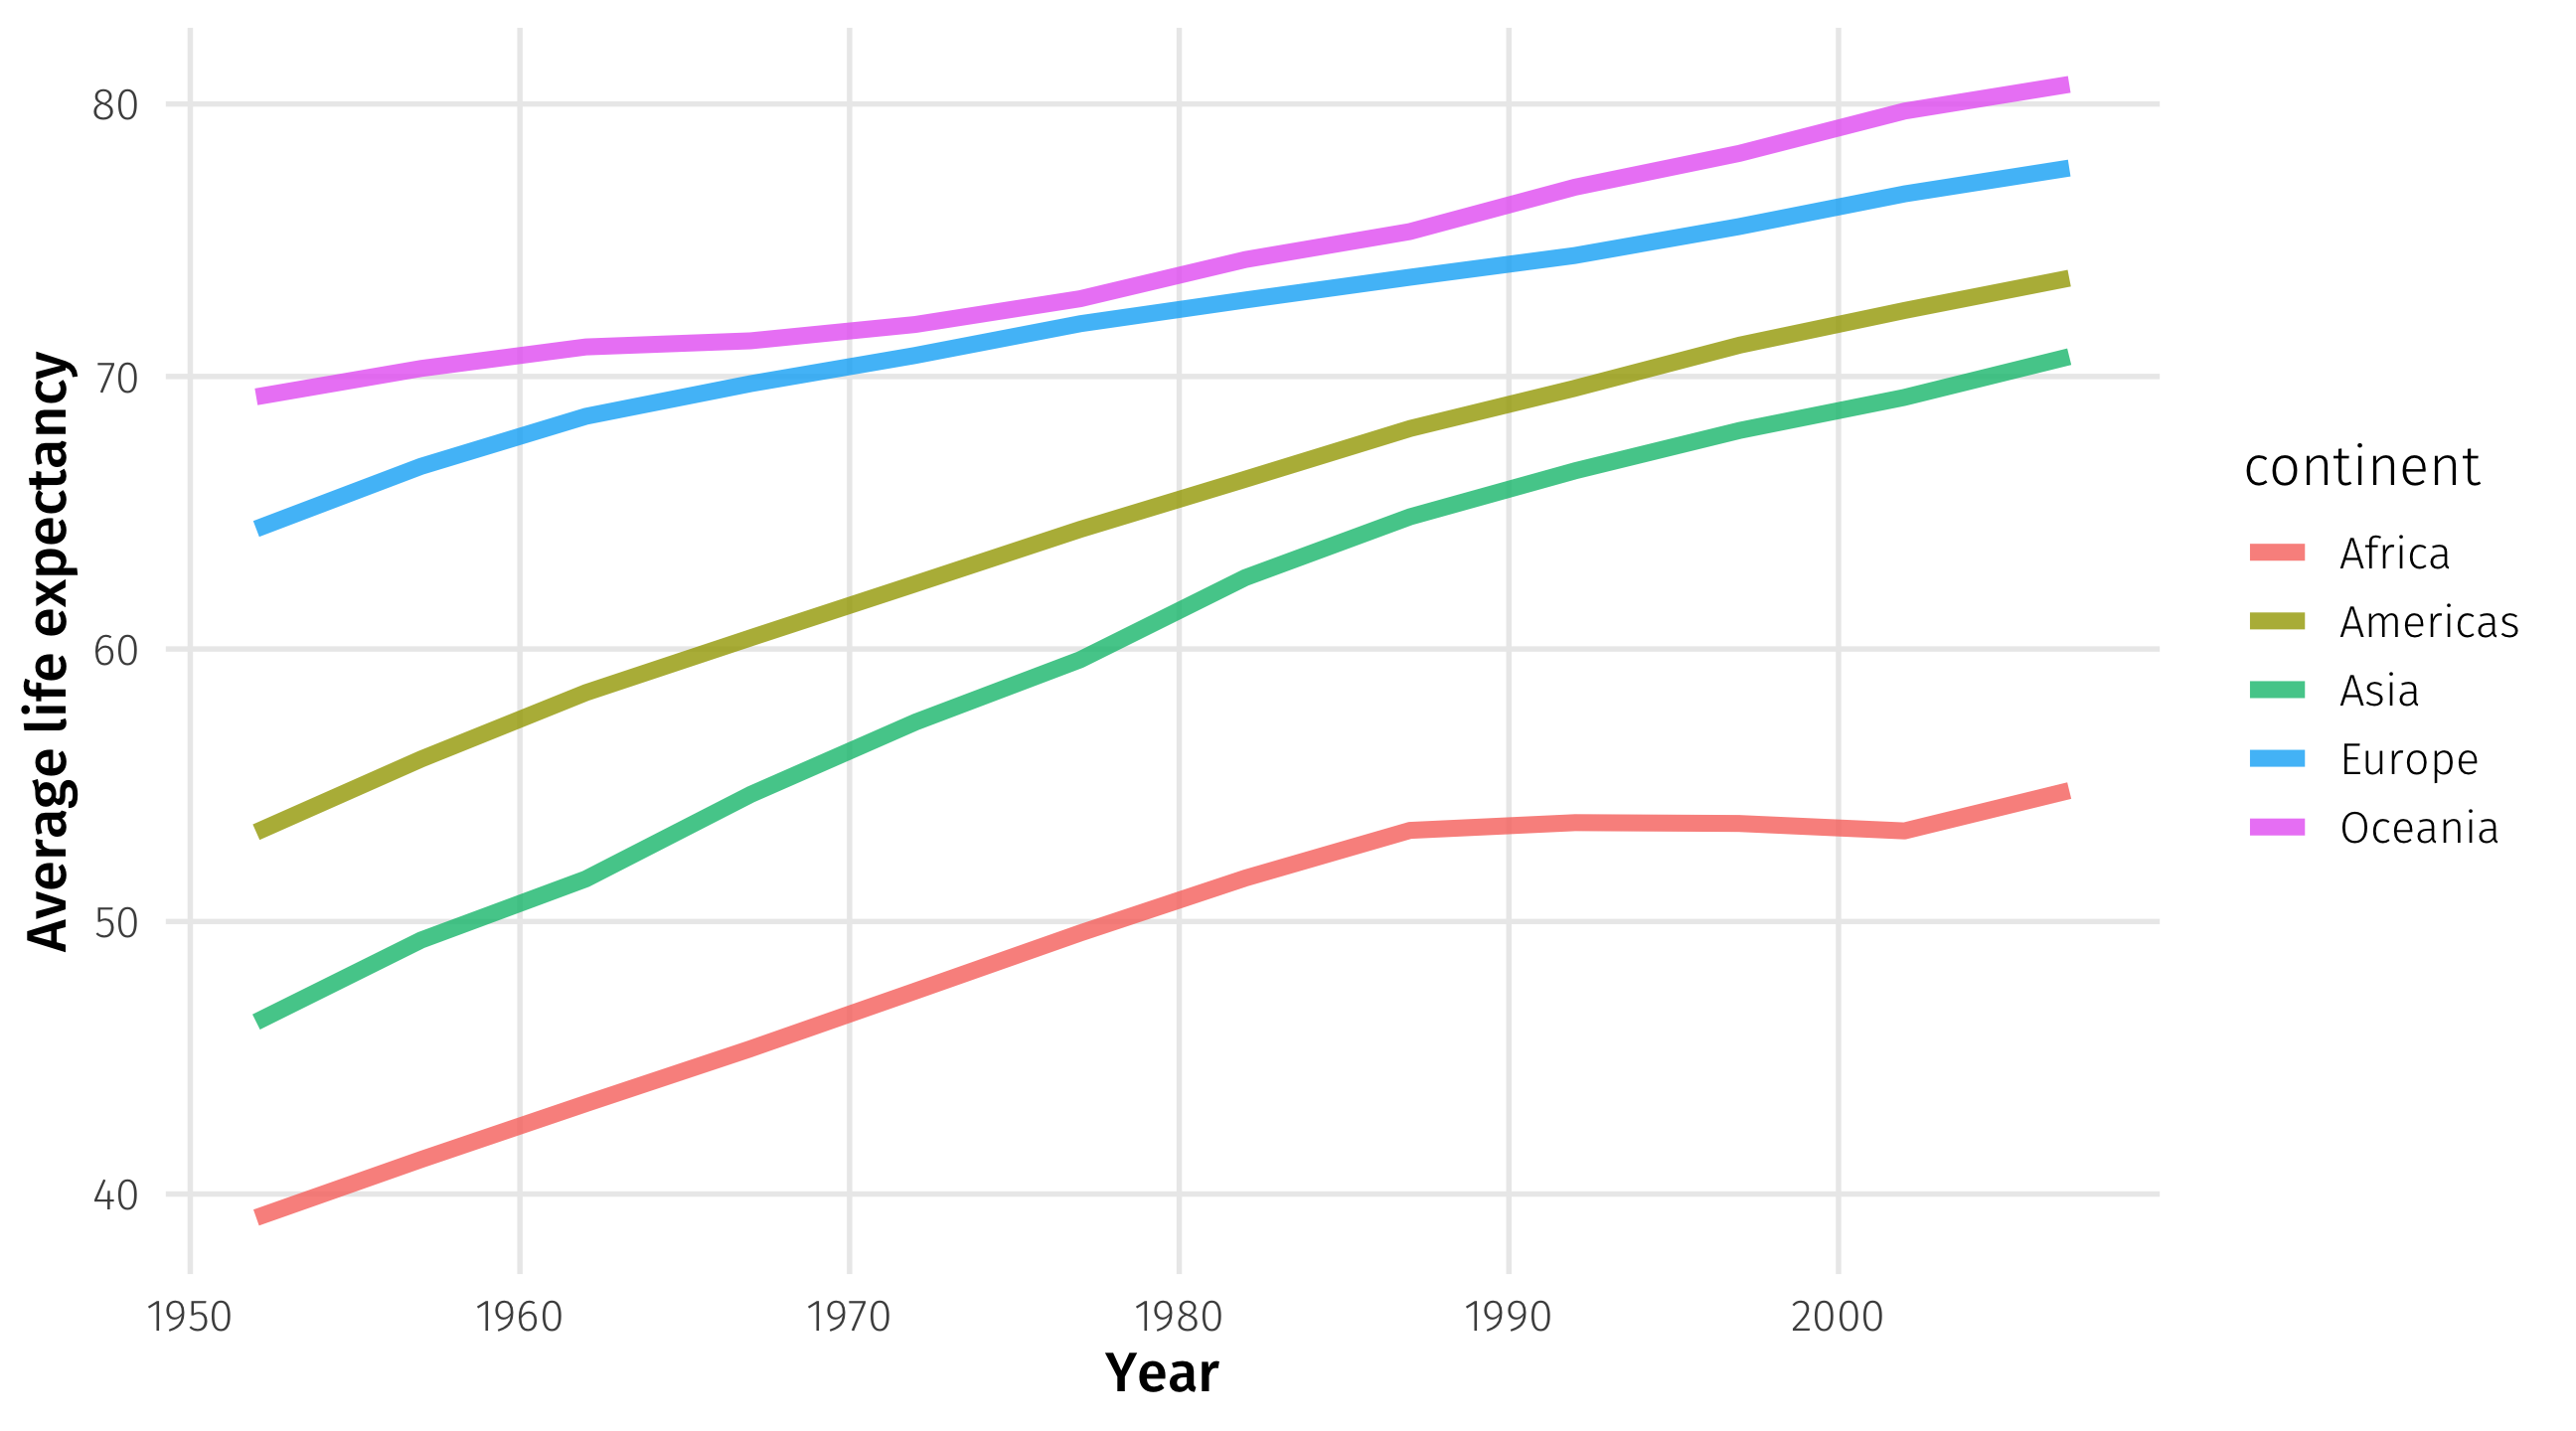 Average life expectancy
80
70
60
50
40
1950 1960 1970 1980 1990 2000
Year
continent
Africa
Americas
Asia
Europe
Oceania